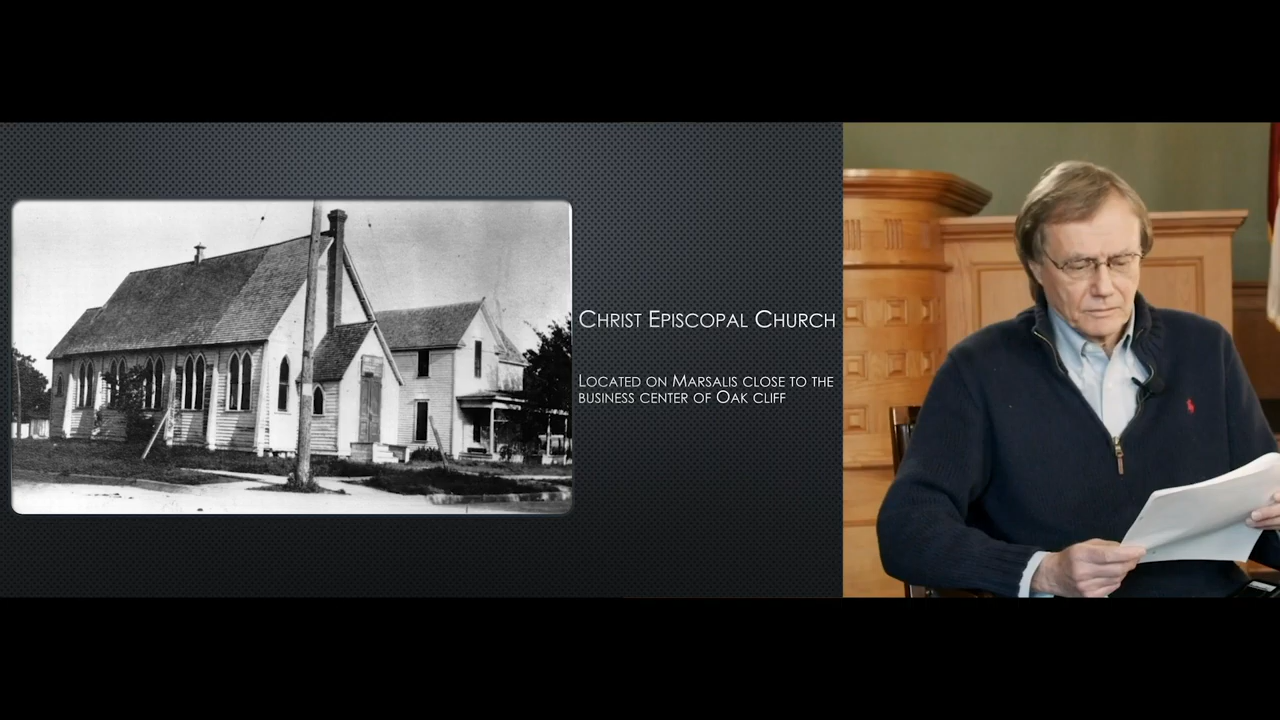 Christ Episcopal Church
Located on Marsalis close to the
business center of Oak cliff